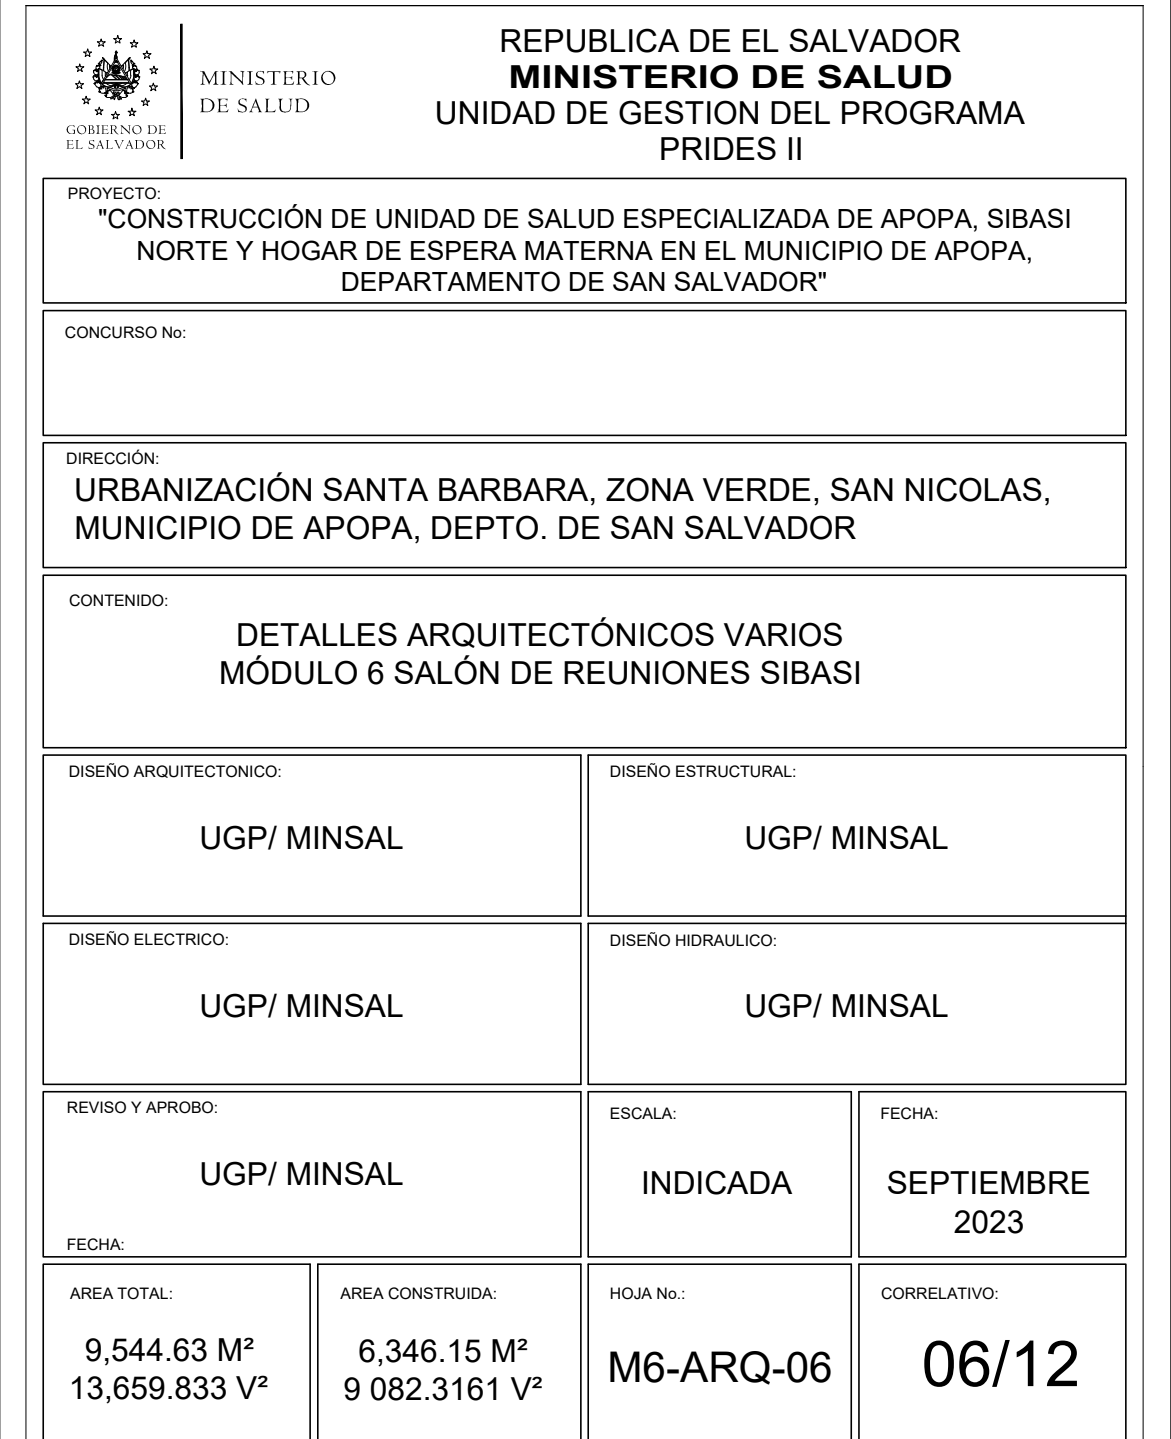 GOBIERNO DE
EL SALVADOR
MINISTERIO
DE SALUD
REPUBLICA DE EL SALVADOR
MINISTERIO DE SALUD
UNIDAD DE GESTION DEL PROGRAMA
PRIDES II
PROYECTO:
"CONSTRUCCIÓN DE UNIDAD DE SALUD ESPECIALIZADA DE APOPA, SIBASI
NORTE Y HOGAR DE ESPERA MATERNA EN EL MUNICIPIO DE APOPA,
DEPARTAMENTO DE SAN SALVADOR"
CONCURSO No:
DIRECCIÓN:
URBANIZACIÓN SANTA BARBARA, ZONA VERDE, SAN NICOLAS,
MUNICIPIO DE APOPA, DEPTO. DE SAN SALVADOR
CONTENIDO:
DETALLES ARQUITECTÓNICOS VARIOS
MÓDULO 6 SALÓN DE REUNIONES SIBASI
DISEÑO ARQUITECTONICO:
UGP/ MINSAL
DISEÑO ESTRUCTURAL:
UGP/ MINSAL
DISEÑO ELECTRICO:
UGP/ MINSAL
DISEÑO HIDRAULICO:
UGP/ MINSAL
REVISO Y APROBO:
UGP/ MINSAL
FECHA:
ESCALA:
INDICADA
FECHA:
SEPTIEMBRE
2023
AREA TOTAL:
9,544.63 M²
13,659.833 V²
AREA CONSTRUIDA:
6,346.15 M²
9 082.3161 V²
HOJA No.:
M6-ARQ-06
CORRELATIVO:
06/12